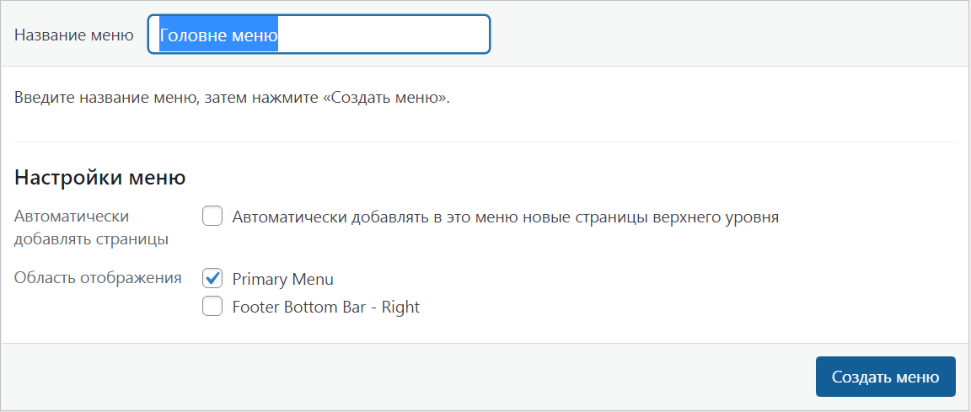 Название меню Головне меню
Введите название меню, затем нажмите «Создать меню».
Настройки меню
Автоматически
добавлять страницы
Автоматически добавлять в это меню новые страницы верхнего уровня
Область отображения
Primary Menu
Footer Bottom Bar - Right
Создать меню